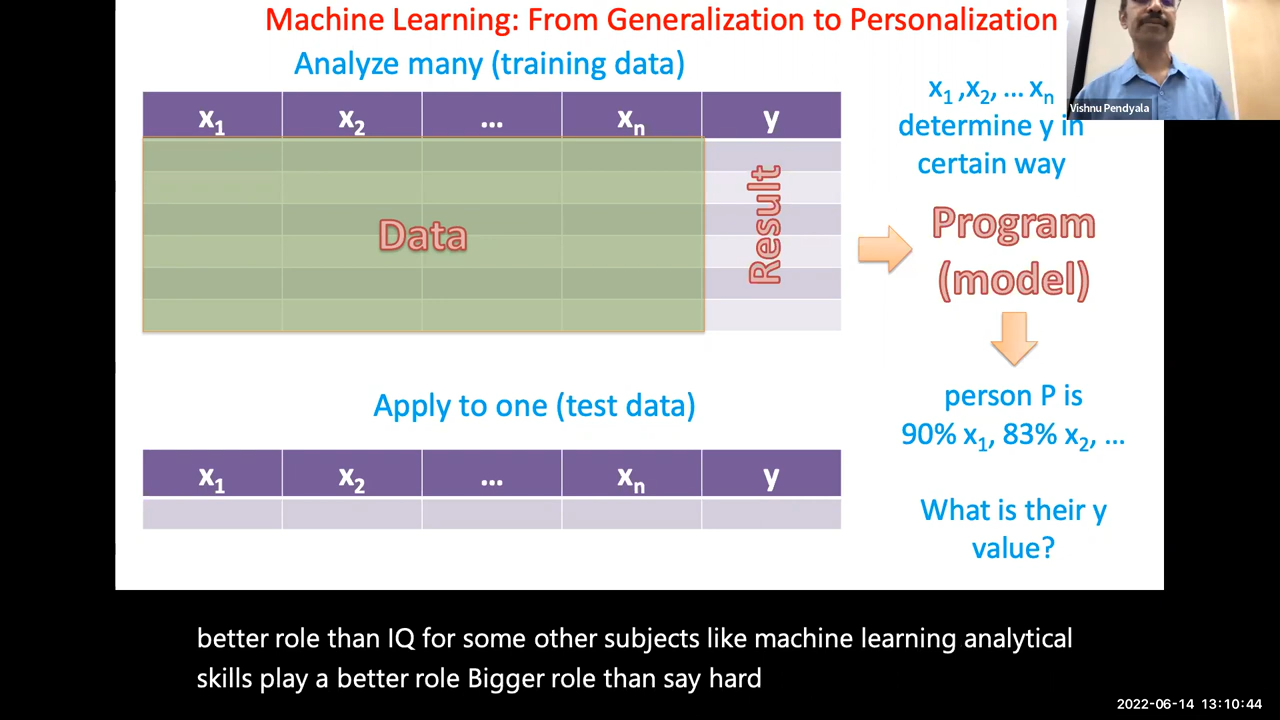 Machine Learning: From Generalization to Personalization
Analyze many (training data)
x1 x2 ... xn y
Data
Result
x1 ,x2, ... xn
determine y in
certain way
Vishnu Pendyala
Program
(model)
Apply to one (test data)
x1 x2 ... xn y
person P is
90% x1, 83% x2, ...
What is their y
value?
better role than IQ for some other subjects like machine learning analytical
skills play a better role Bigger role than say hard
2022-06-14 13:10:44